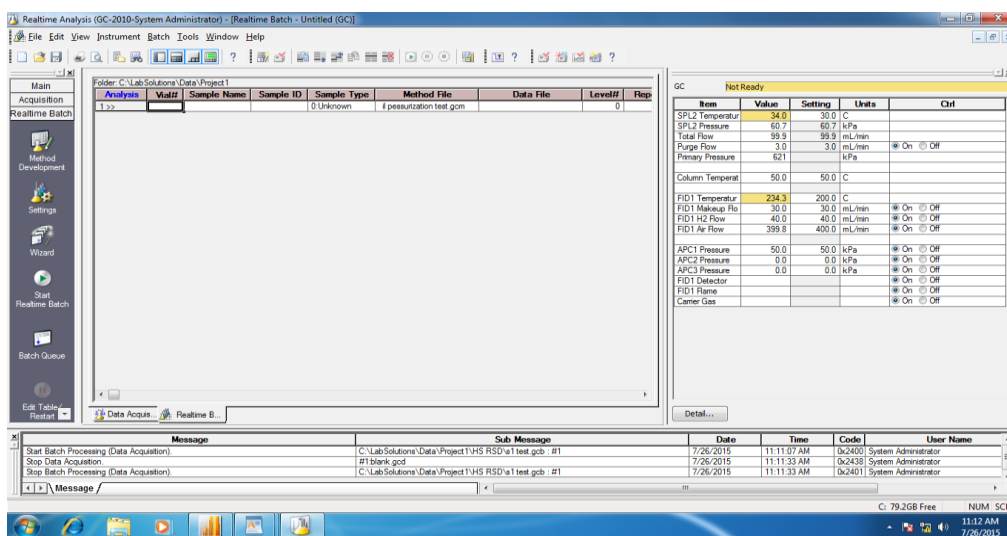 Realtime Analysis (GC-2010-System Administrator) - [Realtime Batch - Untitled (GC)]
File Edit View Instrument Batch Tools Window Help
Main
Acquisition
Realtime Batch
Method
Development
Settings
Wizard
Start
Realtime Batch
Batch Queue
Edit Table/
Restart
Folder: C:\LabSolutions\Data\Project1
Analysis Vial# Sample Name Sample ID Sample Type Method File Data File Level# Rep
1 >> 0:Unknown il pessurization test.gcm 0
Data Acquis... Realtime B...
GC Not Ready
Item Value Setting Units Ctrl
SPL2 Temperatur 34.0 30.0 C
SPL2 Pressure 60.7 60.7 kPa
Total Flow 99.9 99.9 mL/min
Purge Flow 3.0 3.0 mL/min On Off
Primary Pressure 621 kPa
Column Temperat 50.0 50.0 C
FID1 Temperatur 234.3 200.0 C
FID1 Makeup Flo 30.0 30.0 mL/min On Off
FID1 H2 Flow 40.0 40.0 mL/min On Off
FID1 Air Flow 399.8 400.0 mL/min On Off
APC1 Pressure 50.0 50.0 kPa On Off
APC2 Pressure 0.0 0.0 kPa On Off
APC3 Pressure 0.0 0.0 kPa On Off
FID1 Detector On Off
FID1 Flame On Off
Carrier Gas On Off
Detail...
Message Sub Message Date Time Code User Name
Start Batch Processing (Data Acquisition). C:\LabSolutions\Data\Project1\HS RSD\s1 test.gcb : #1 7/26/2015 11:11:07 AM 0x2400 System Administrator
Stop Data Acquisition. #1:blank.gcd 7/26/2015 11:11:33 AM 0x2438 System Administrator
Stop Batch Processing (Data Acquisition). C:\LabSolutions\Data\Project1\HS RSD\s1 test.gcb : #1 7/26/2015 11:11:33 AM 0x2401 System Administrator
Message
C: 79.2GB Free NUM SC
11:12 AM
7/26/2015